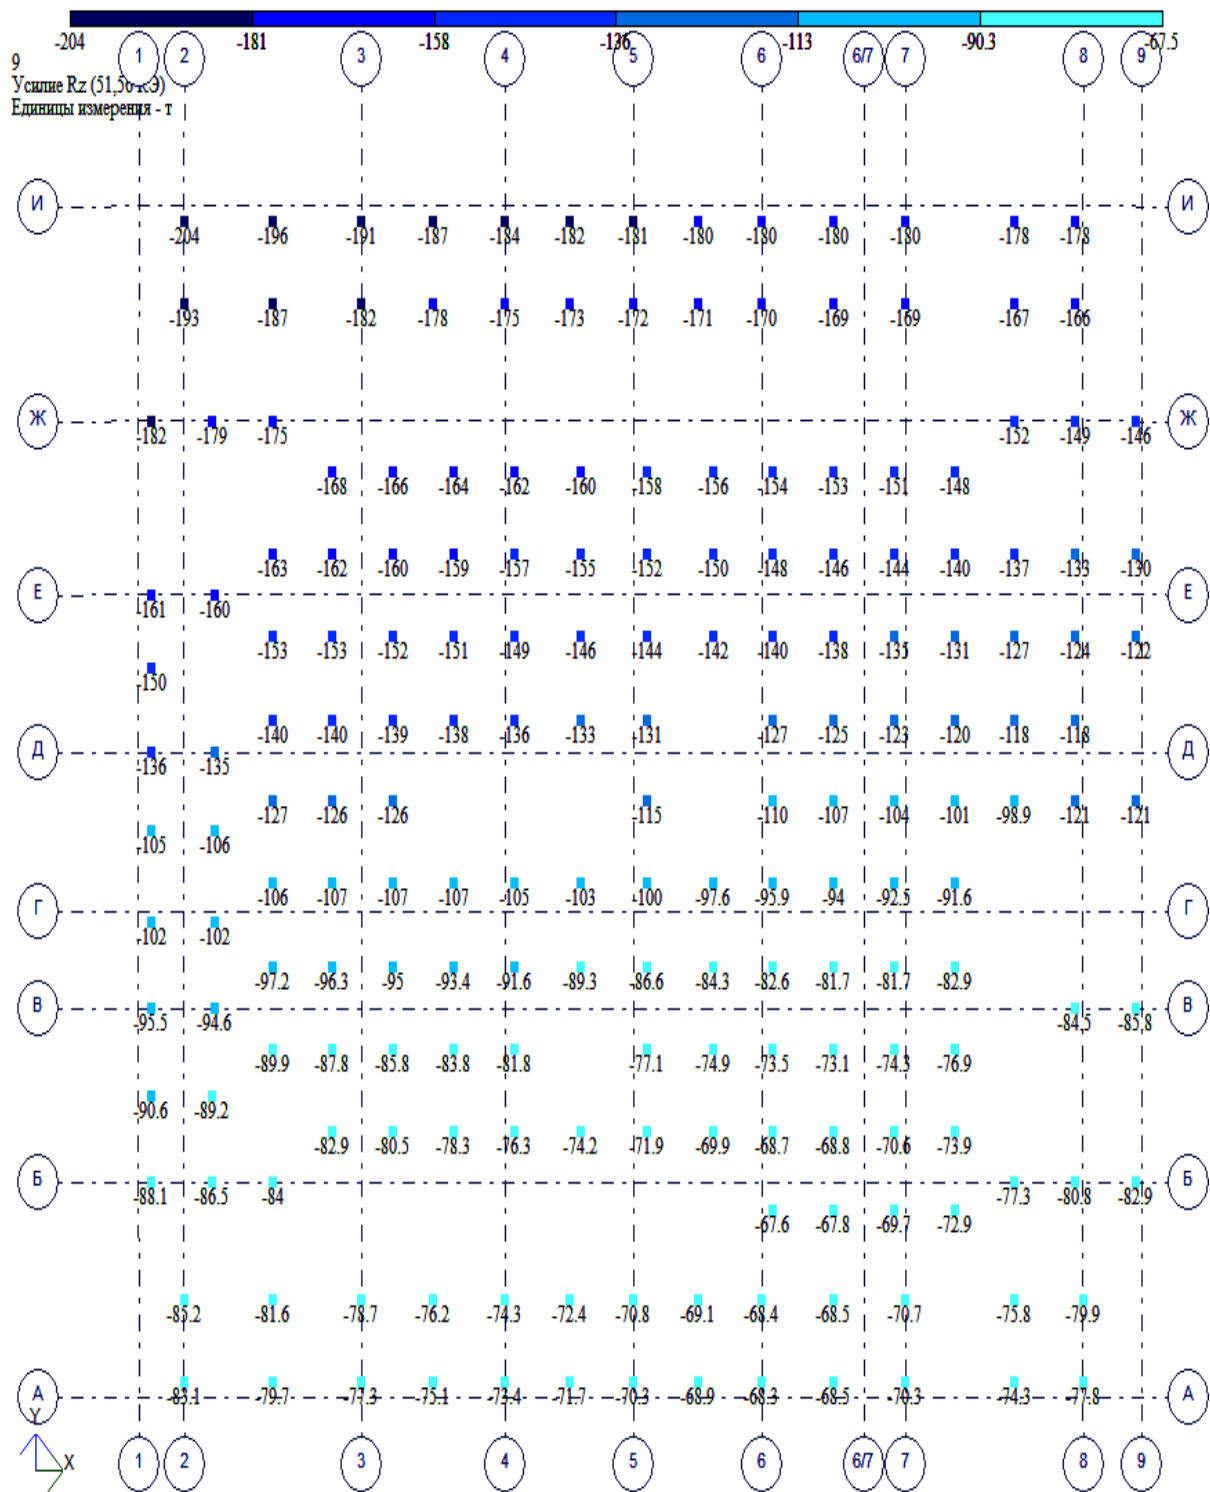 -204 -181 -158 -136 -113 -90.3 -67.5
1 2 3 4 5 6 6/7 7 8 9
9
Усилие Rz (51,56 КЭ)
Единицы измерения - т
И И
-204 -196 -191 -187 -184 -182 -181 -180 -180 -180 -180 -178 -178
-193 -187 -182 -178 -175 -173 -172 -171 -170 -169 -169 -167 -166
Ж Ж
-182 -179 -175 -152 -149 -146
-168 -166 -164 -162 -160 -158 -156 -154 -153 -151 -148
-163 -162 -160 -159 -157 -155 -152 -150 -148 -146 -144 -140 -137 -133 -130
Е Е
-161 -160
-153 -153 -152 -151 -149 -146 -144 -142 -140 -138 -135 -131 -127 -124 -122
-150
-140 -140 -139 -138 -136 -133 -131 -127 -125 -123 -120 -118 -118
Д Д
-136 -135
-127 -126 -126 -115 -110 -107 -104 -101 -98.9 -121 -121
-105 -106
-106 -107 -107 -107 -105 -103 -100 -97.6 -95.9 -94 -92.5 -91.6
Г Г
-102 -102
-97.2 -96.3 -95 -93.4 -91.6 -89.3 -86.6 -84.3 -82.6 -81.7 -81.7 -82.9
В В
-95.5 -94.6 -84.5 -85.8
-89.9 -87.8 -85.8 -83.8 -81.8 -77.1 -74.9 -73.5 -73.1 -74.3 -76.9
-90.6 -89.2
-82.9 -80.5 -78.3 -76.3 -74.2 -71.9 -69.9 -68.7 -68.8 -70.6 -73.9
Б Б
-88.1 -86.5 -84 -77.3 -80.8 -82.9
-67.6 -67.8 -69.7 -72.9
-85.2 -81.6 -78.7 -76.2 -74.3 -72.4 -70.8 -69.1 -68.4 -68.5 -70.7 -75.8 -79.9
А А
-83.1 -79.7 -77.3 -75.1 -73.4 -71.7 -70.3 -68.9 -68.3 -68.5 -70.3 -74.3 -77.8
Y
X
1 2 3 4 5 6 6/7 7 8 9